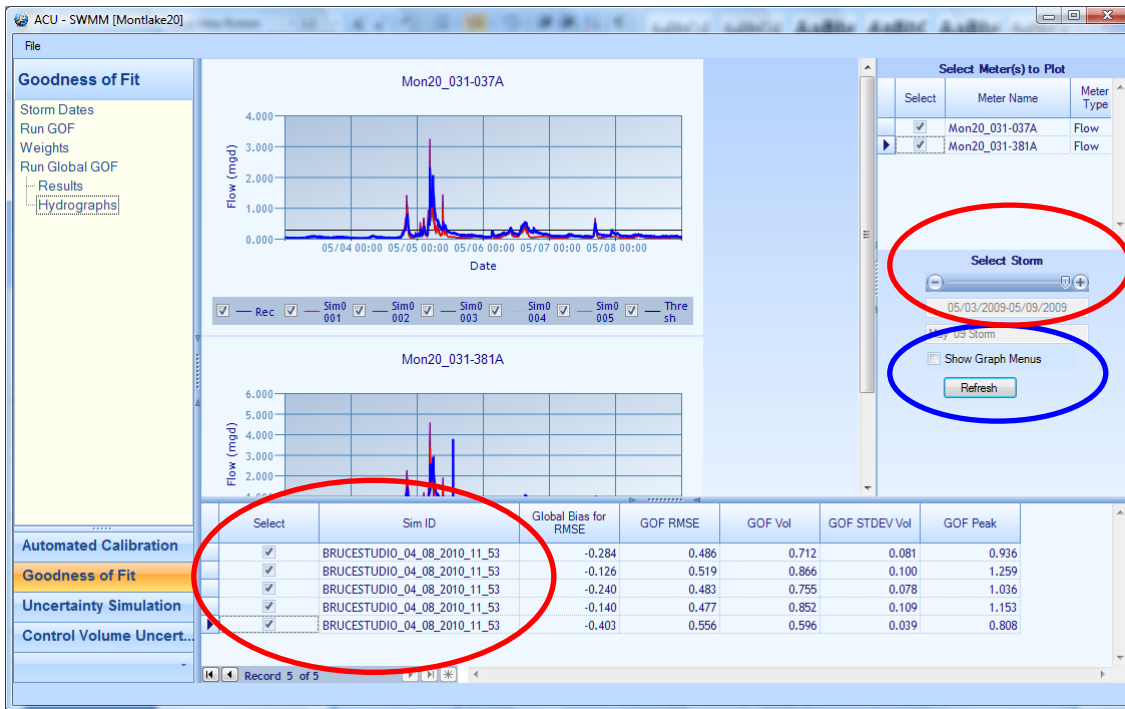 ACU - SWMM [Montlake20]
File
Goodness of Fit
Storm Dates
Run GOF
Weights
Run Global GOF
Results
Hydrographs
Automated Calibration
Goodness of Fit
Uncertainty Simulation
Control Volume Uncert...
Mon20_031-037A
Flow (mgd)
4.000
3.000
2.000
1.000
0.000
05/04 00:00 05/05 00:00 05/06 00:00 05/07 00:00 05/08 00:00
Date
Rec Sim0 001 Sim0 002 Sim0 003 Sim0 004 Sim0 005 Thre sh
Mon20_031-381A
Flow (mgd)
6.000
5.000
4.000
3.000
2.000
Select Meter(s) to Plot
Select Meter Name Meter Type
Mon20_031-037A Flow
Mon20_031-381A Flow
Select Storm
05/03/2009-05/09/2009
May '09 Storm
Show Graph Menus
Refresh
Select Sim ID Global Bias for RMSE GOF RMSE GOF Vol GOF STDEV Vol GOF Peak
BRUCESTUDIO_04_08_2010_11_53 -0.284 0.486 0.712 0.081 0.936
BRUCESTUDIO_04_08_2010_11_53 -0.126 0.519 0.866 0.100 1.259
BRUCESTUDIO_04_08_2010_11_53 -0.240 0.483 0.755 0.078 1.036
BRUCESTUDIO_04_08_2010_11_53 -0.140 0.477 0.852 0.109 1.153
BRUCESTUDIO_04_08_2010_11_53 -0.403 0.556 0.596 0.039 0.808
Record 5 of 5